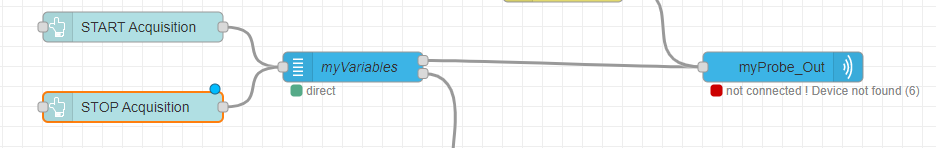 START Acquisition
myVariables
myProbe_Out
direct
not connected ! Device not found (6)
STOP Acquisition